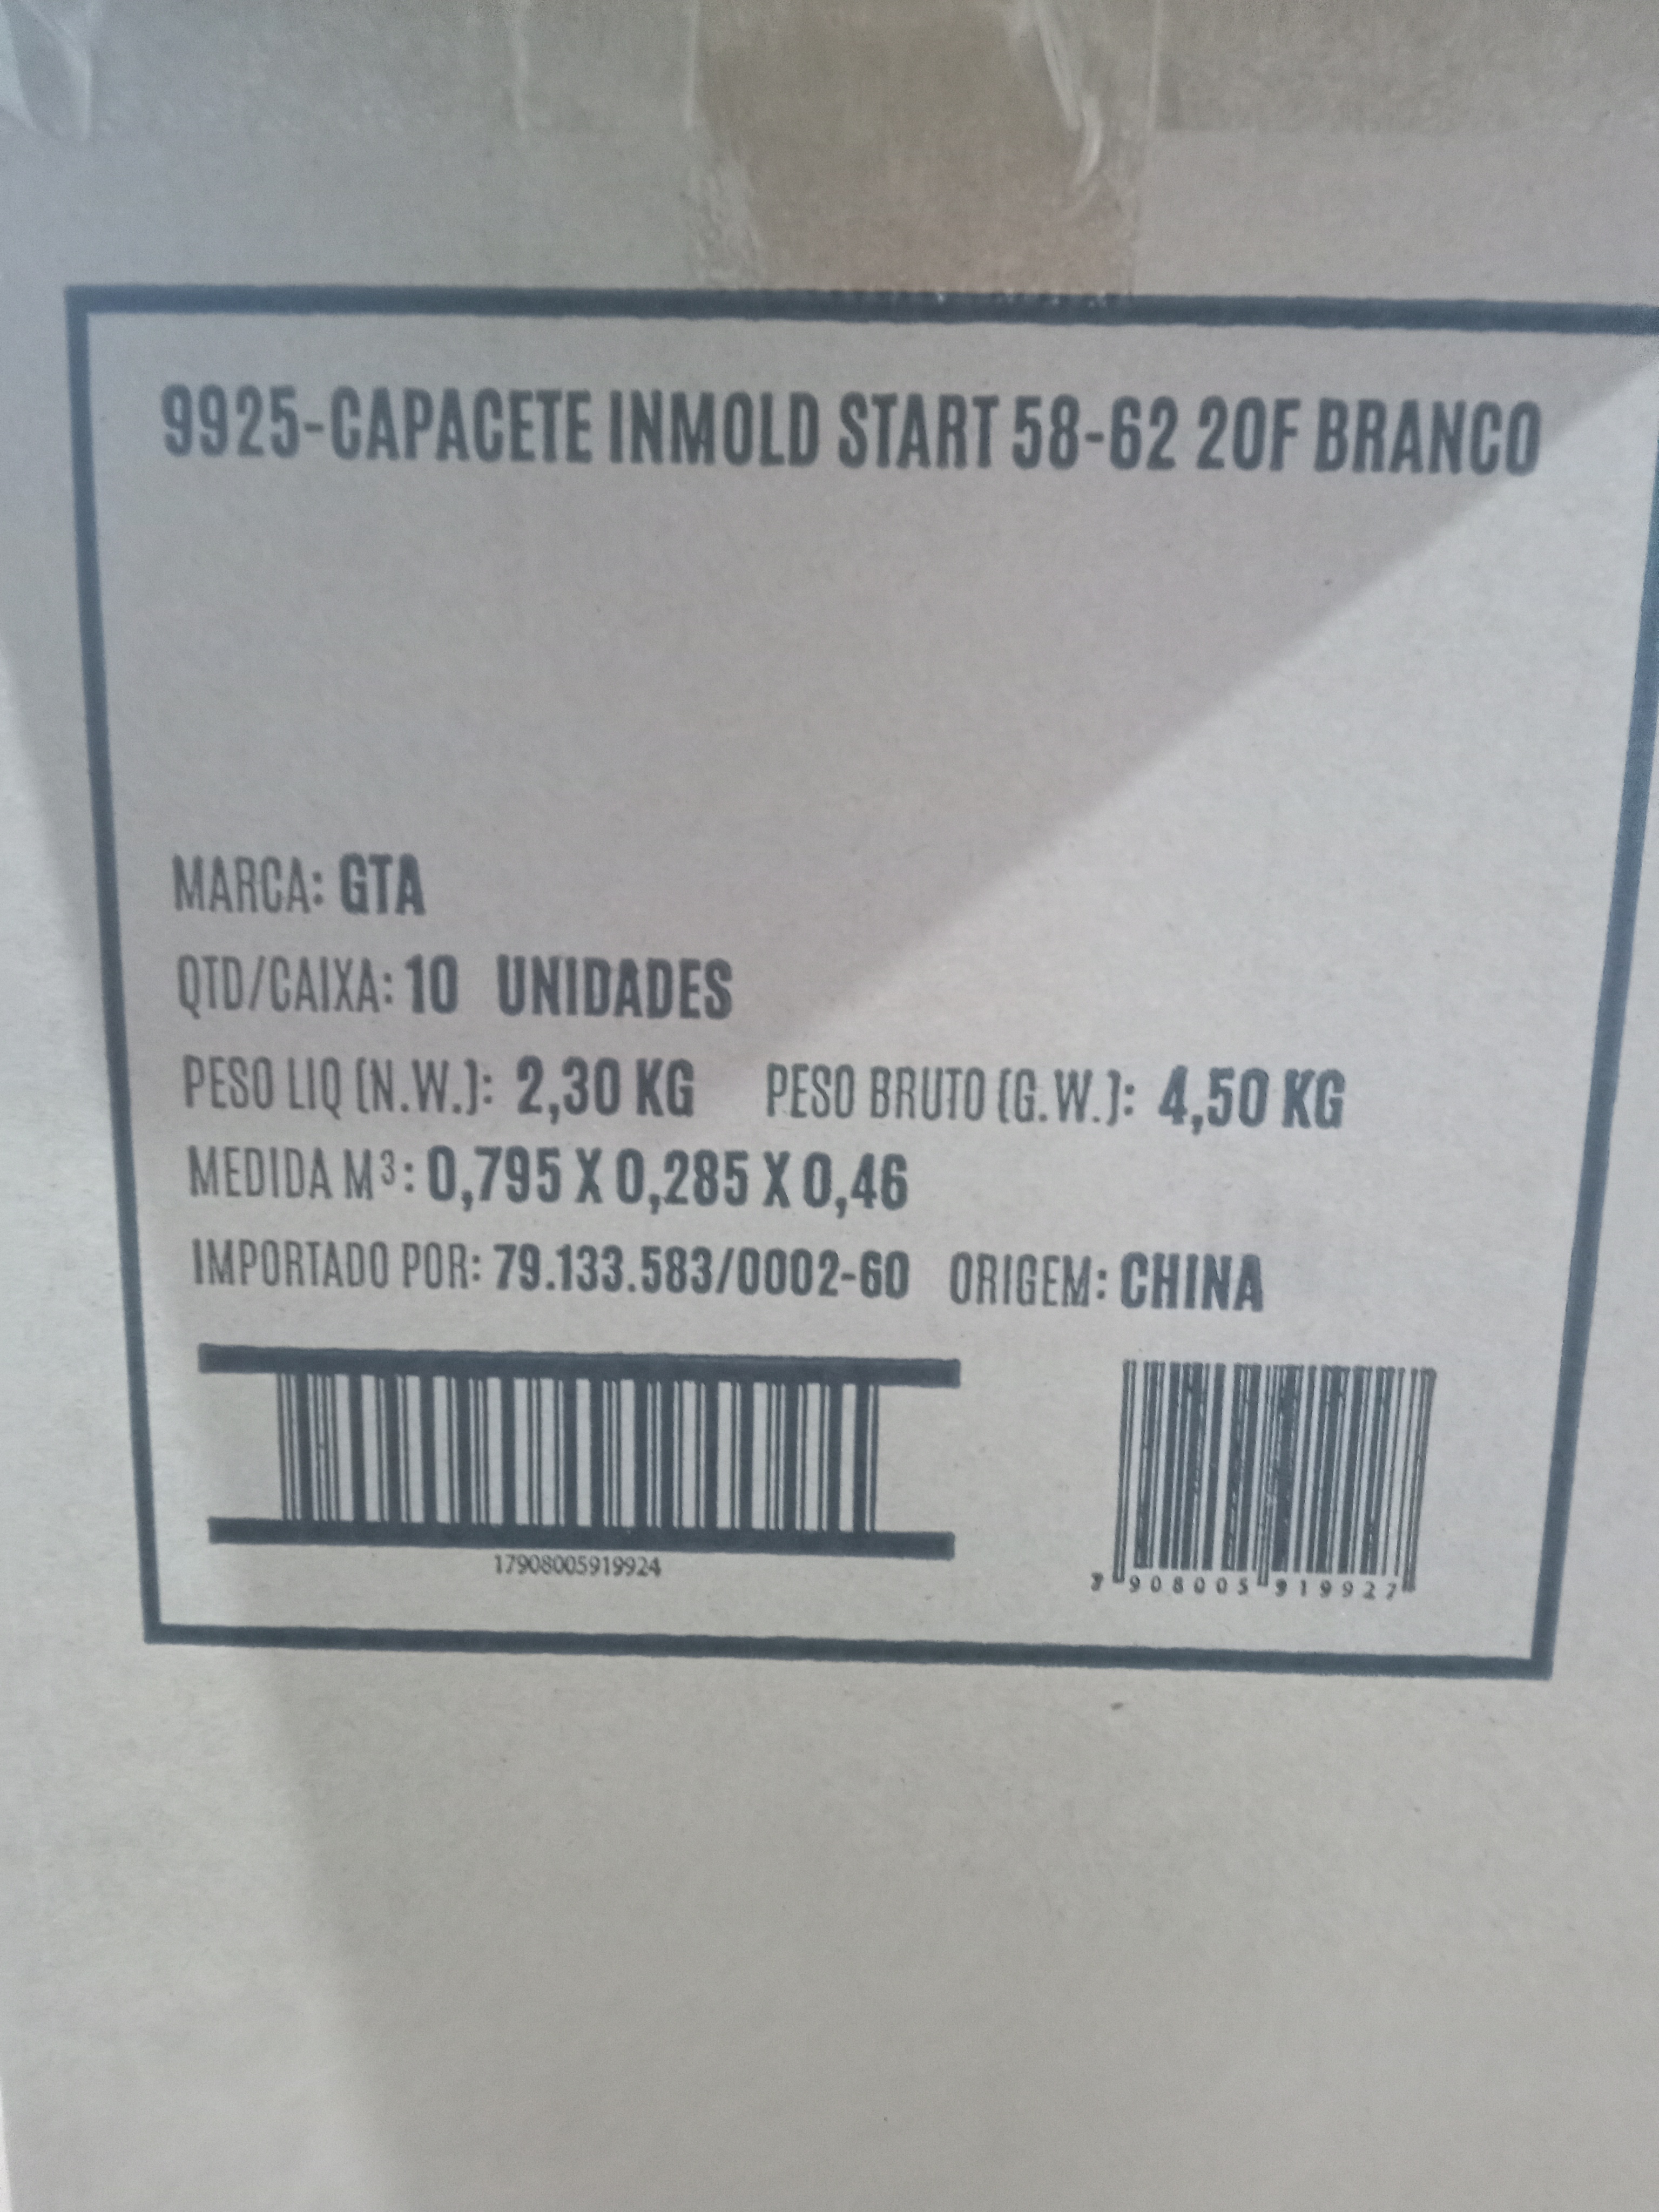 9925-CAPACETE INMOLD START 58-62 20F BRANCO
MARCA: GTA
QTD/CAIXA: 10 UNIDADES
PESO LIQ (N.W.): 2,30 KG PESO BRUTO (G.W.): 4,50 KG
MEDIDA M³: 0,795 X 0,285 X 0,46
IMPORTADO POR: 79.133.583/0002-60 ORIGEM: CHINA
17908005919924
7 908005 919927